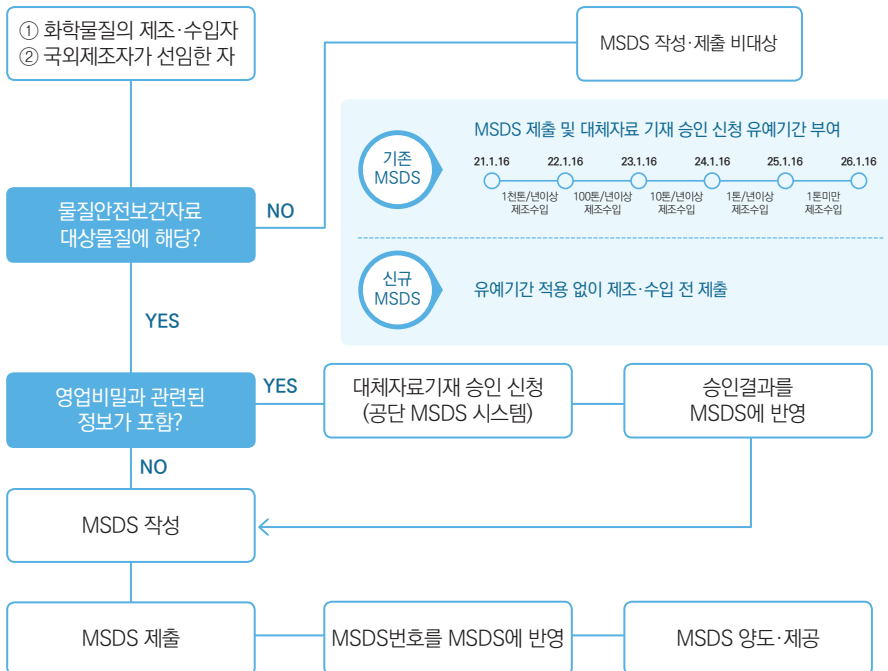 ① 화학물질의 제조·수입자
② 국외제조자가 선임한 자
MSDS 작성·제출 비대상
기존
MSDS
MSDS 제출 및 대체자료 기재 승인 신청 유예기간 부여
21.1.16 22.1.16 23.1.16 24.1.16 25.1.16 26.1.16
1천톤/년이상 100톤/년이상 10톤/년이상 1톤/년이상 1톤미만
제조수입 제조수입 제조수입 제조수입 제조수입
물질안전보건자료
대상물질에 해당?
NO
신규
MSDS
유예기간 적용 없이 제조·수입 전 제출
YES
영업비밀과 관련된
정보가 포함?
YES
대체자료기재 승인 신청
(공단 MSDS 시스템)
승인결과를
MSDS에 반영
NO
MSDS 작성
MSDS 제출
MSDS번호를 MSDS에 반영
MSDS 양도·제공